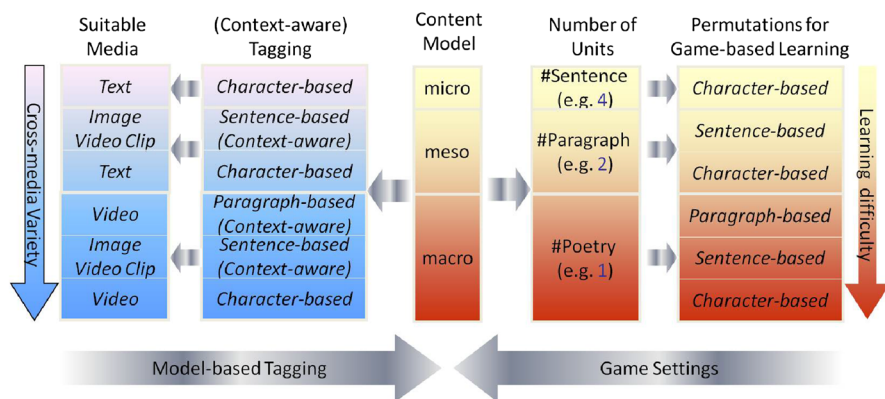 Suitable
Media
(Context-aware)
Tagging
Content
Model
Number of
Units
Permutations for
Game-based Learning
Cross-media Variety
Text
Image
Video Clip
Text
Video
Image
Video Clip
Video
Character-based
Sentence-based
(Context-aware)
Character-based
Paragraph-based
(Context-aware)
Sentence-based
(Context-aware)
Character-based
micro
meso
macro
#Sentence
(e.g. 4)
#Paragraph
(e.g. 2)
#Poetry
(e.g. 1)
Character-based
Sentence-based
Character-based
Paragraph-based
Sentence-based
Character-based
Learning difficulty
Model-based Tagging
Game Settings